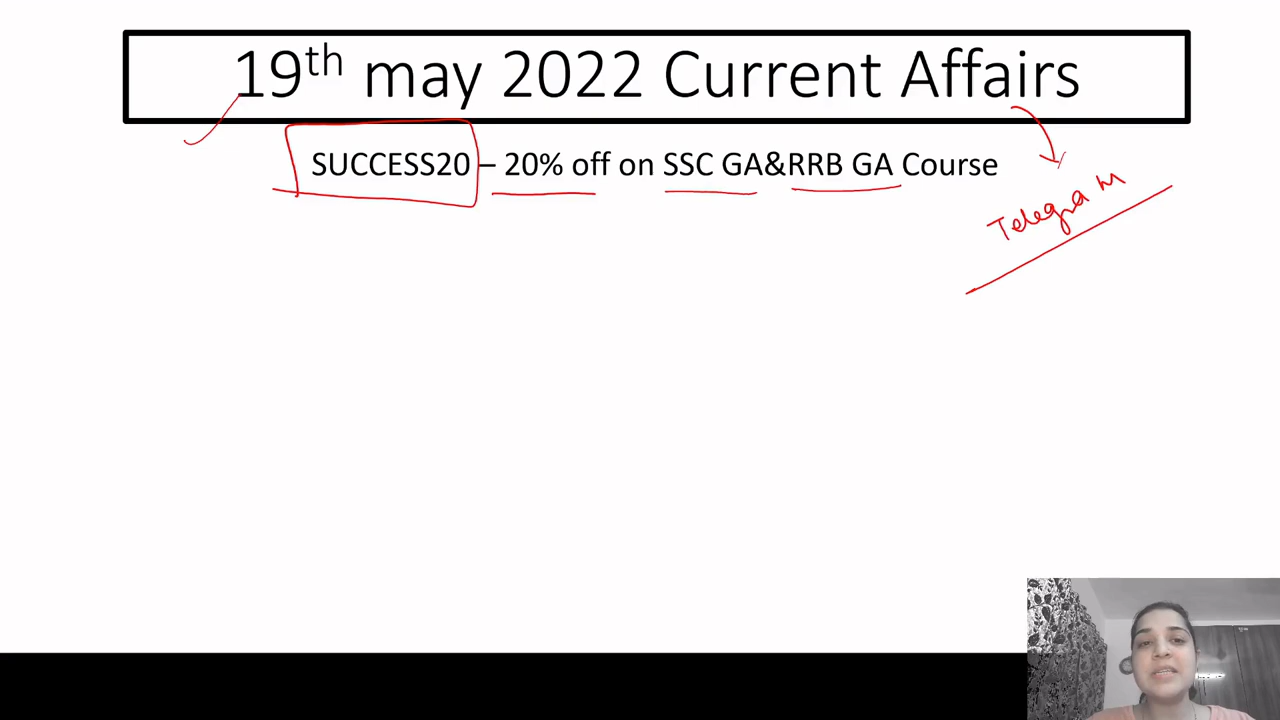 19th may 2022 Current Affairs
SUCCESS20 – 20% off on SSC GA&RRB GA Course
Telegram